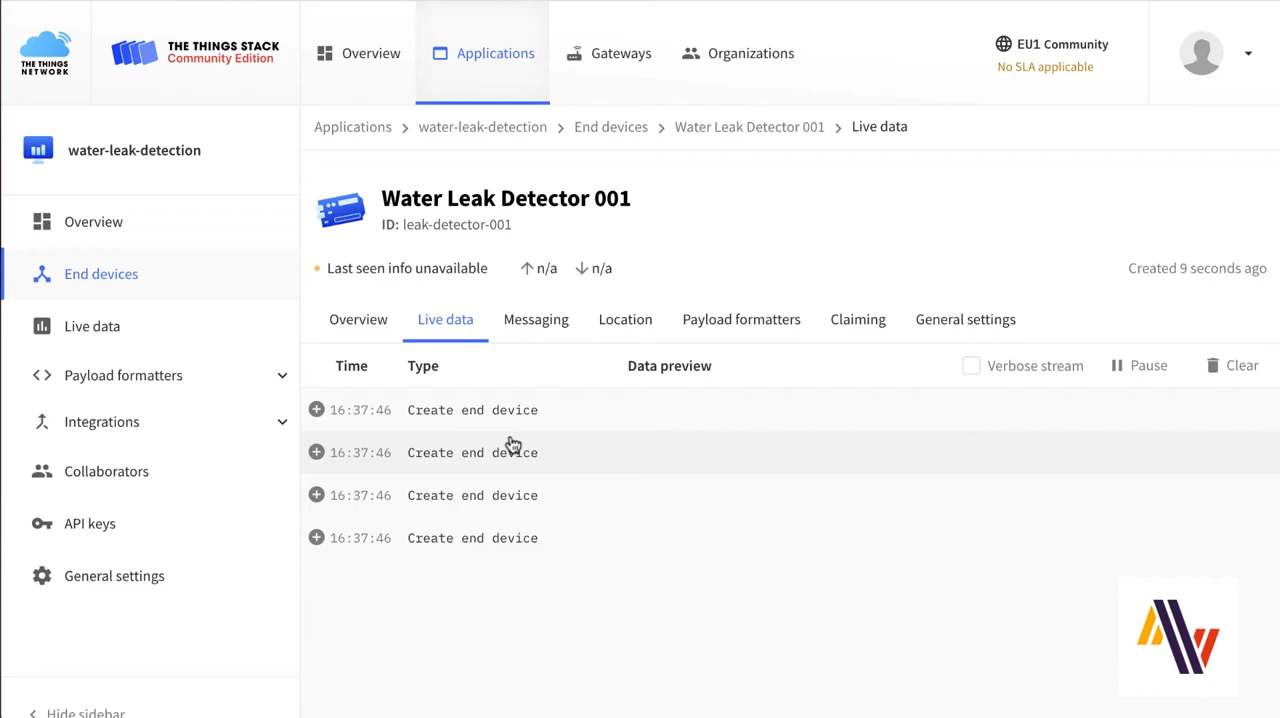 THE THINGS
NETWORK
THE THINGS STACK
Community Edition
Overview
Applications
Gateways
Organizations
EU1 Community
No SLA applicable
water-leak-detection
Overview
End devices
Live data
Payload formatters
Integrations
Collaborators
API keys
General settings
Hide sidebar
Applications > water-leak-detection > End devices > Water Leak Detector 001 > Live data
Water Leak Detector 001
ID: leak-detector-001
Last seen info unavailable ↑ n/a ↓ n/a
Created 9 seconds ago
Overview Live data Messaging Location Payload formatters Claiming General settings
Time Type Data preview Verbose stream Pause Clear
16:37:46 Create end device
16:37:46 Create end device
16:37:46 Create end device
16:37:46 Create end device